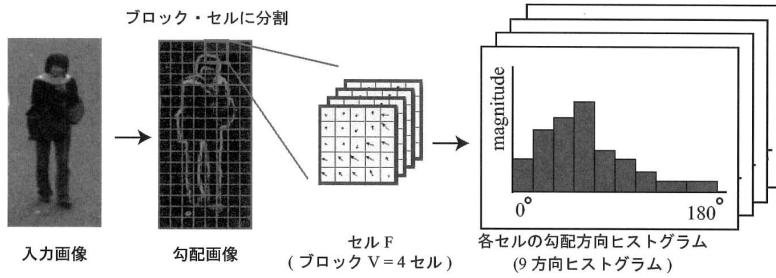 ブロック・セルに分割
magnitude
0°
180°
入力画像
勾配画像
セル F
( ブロック V = 4 セル )
各セルの勾配方向ヒストグラム
(9 方向ヒストグラム )